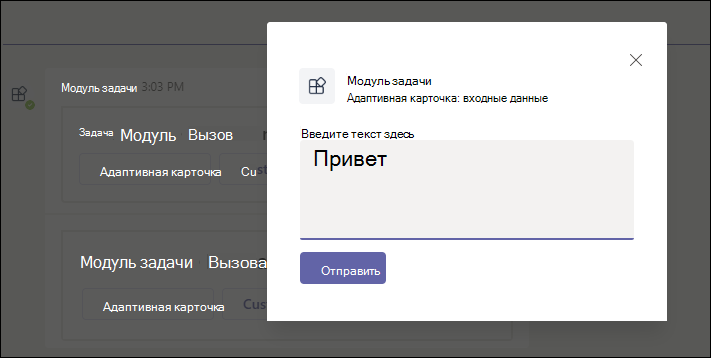 Модуль задачи 3:03 PM
Задача Модуль Вызов
Адаптивная карточка Cu
Модуль задачи Вызова
Адаптивная карточка Cus
Модуль задачи
Адаптивная карточка: входные данные
Введите текст здесь
Привет
Отправить